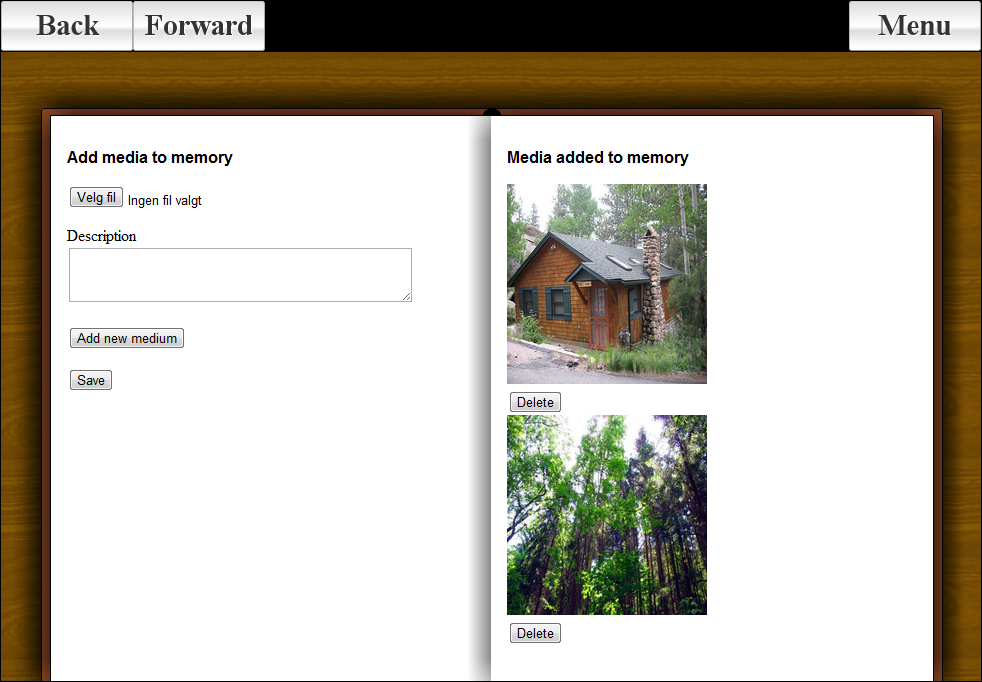 Back Forward Menu
Add media to memory
Velg fil Ingen fil valgt
Description
Add new medium
Save
Media added to memory
Delete
Delete